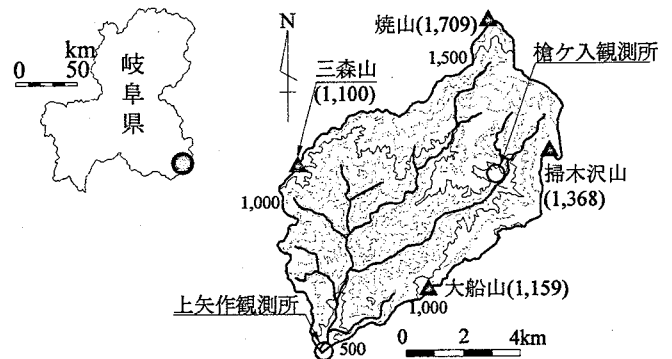 km
0 50
岐阜県
N
焼山(1,709)
1,500
槍ケ入観測所
三森山
(1,100)
掃木沢山
(1,368)
1,000
大船山(1,159)
1,000
上矢作観測所
500
0 2 4km